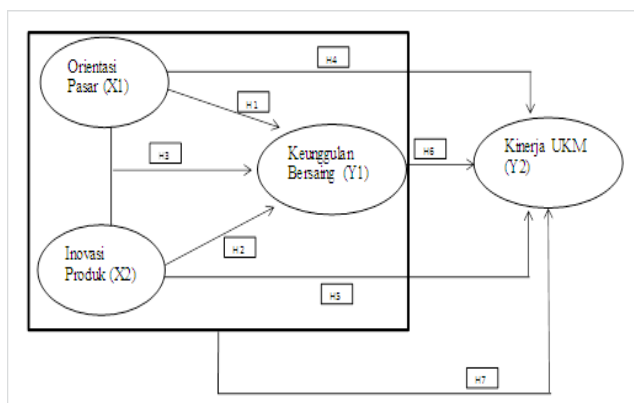 Orientasi
Pasar (X1)
H4
H1
H3
Keunggulan
Bersaing (Y1)
H6
Kinerja UKM
(Y2)
Inovasi
Produk (X2)
H2
H5
H7